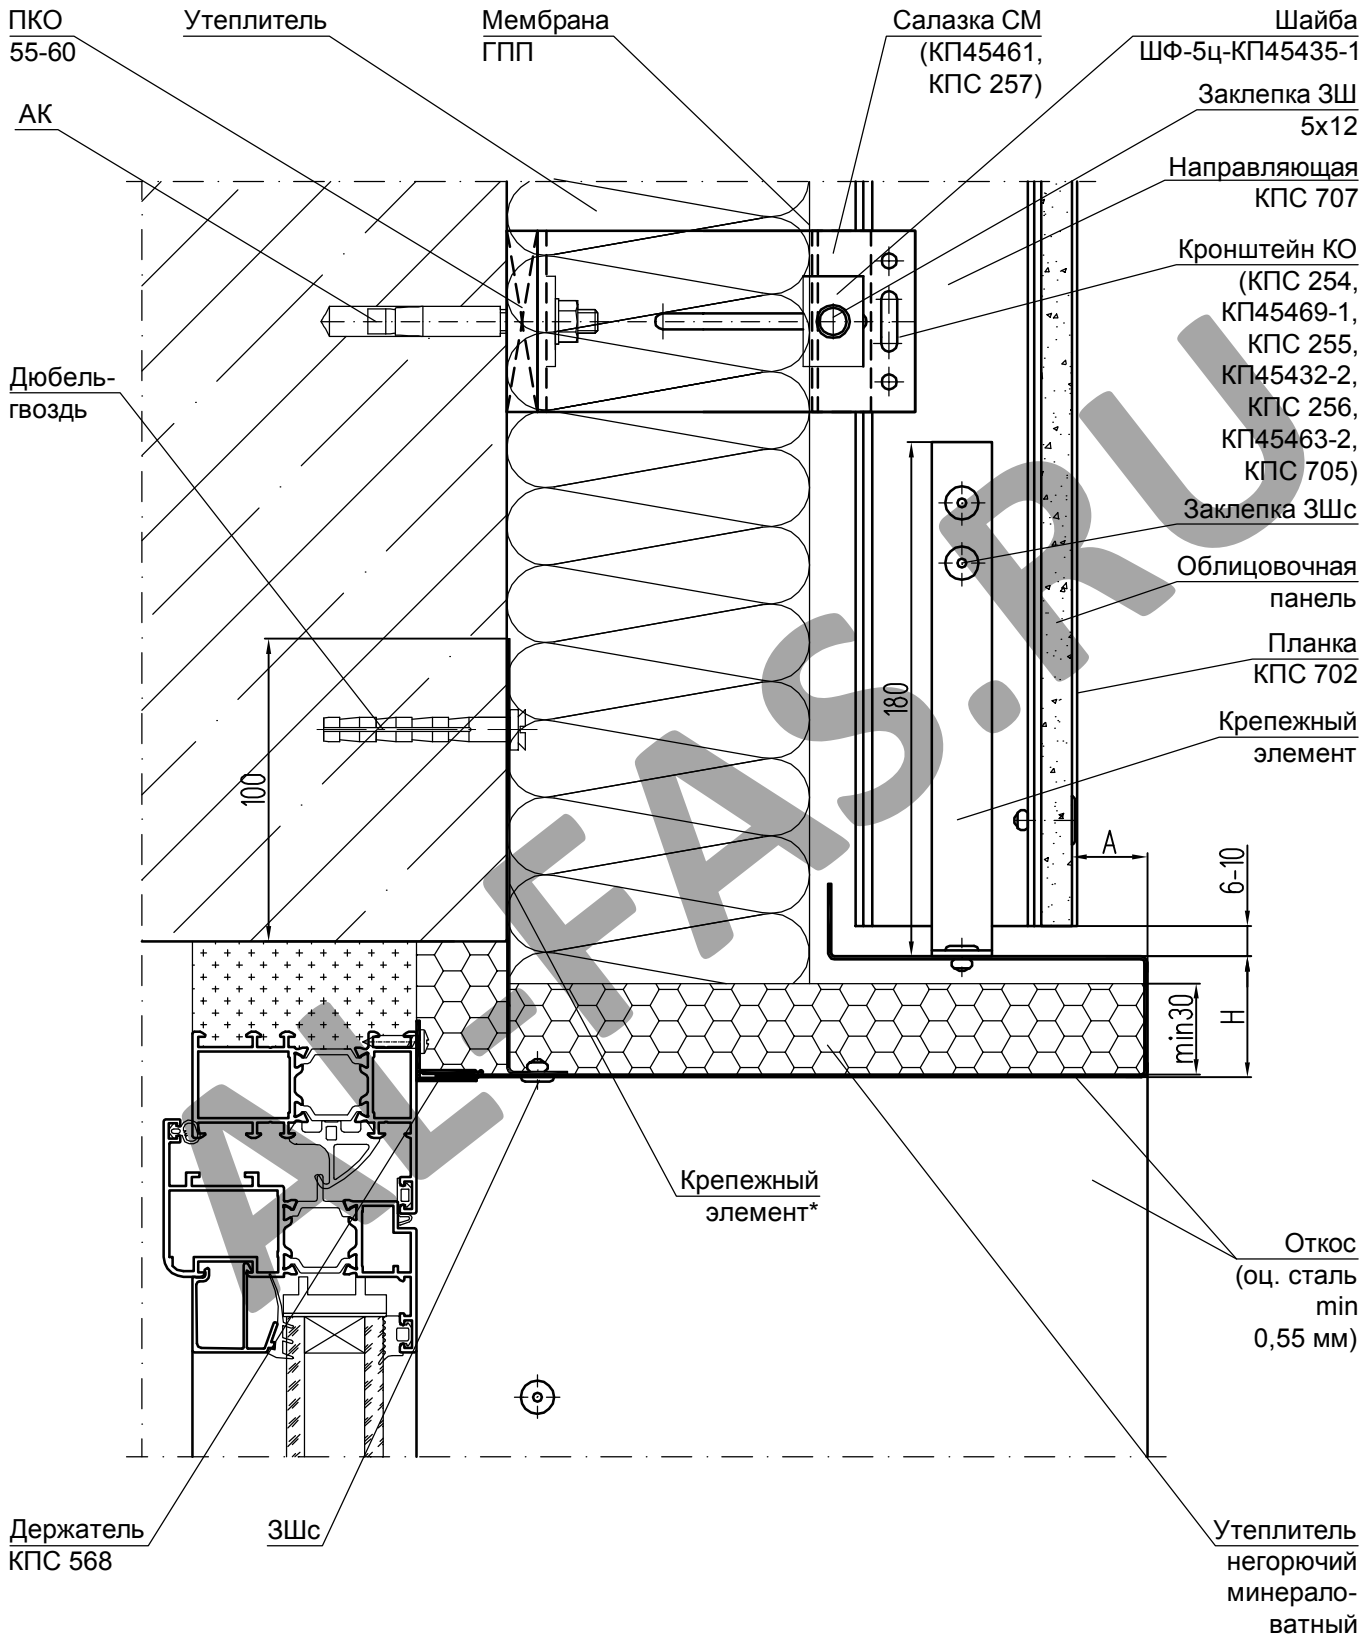 ПКО
55-60
Утеплитель
Мембрана
ГПП
Салазка СМ
(КП45461,
КПС 257)
Шайба
ШФ-5ц-КП45435-1
АК
Заклепка ЗШ
5х12
Направляющая
КПС 707
Кронштейн КО
(КПС 254,
КП45469-1,
КПС 255,
КП45432-2,
КПС 256,
КП45463-2,
КПС 705)
Дюбель-
гвоздь
Заклепка ЗШс
Облицовочная
панель
Планка
КПС 702
Крепежный
элемент
180
100
А
6-10
Н
min30
Крепежный
элемент*
Откос
(оц. сталь
min
0,55 мм)
Держатель
КПС 568
ЗШс
Утеплитель
негорючий
минерало-
ватный
AL-FAS.RU